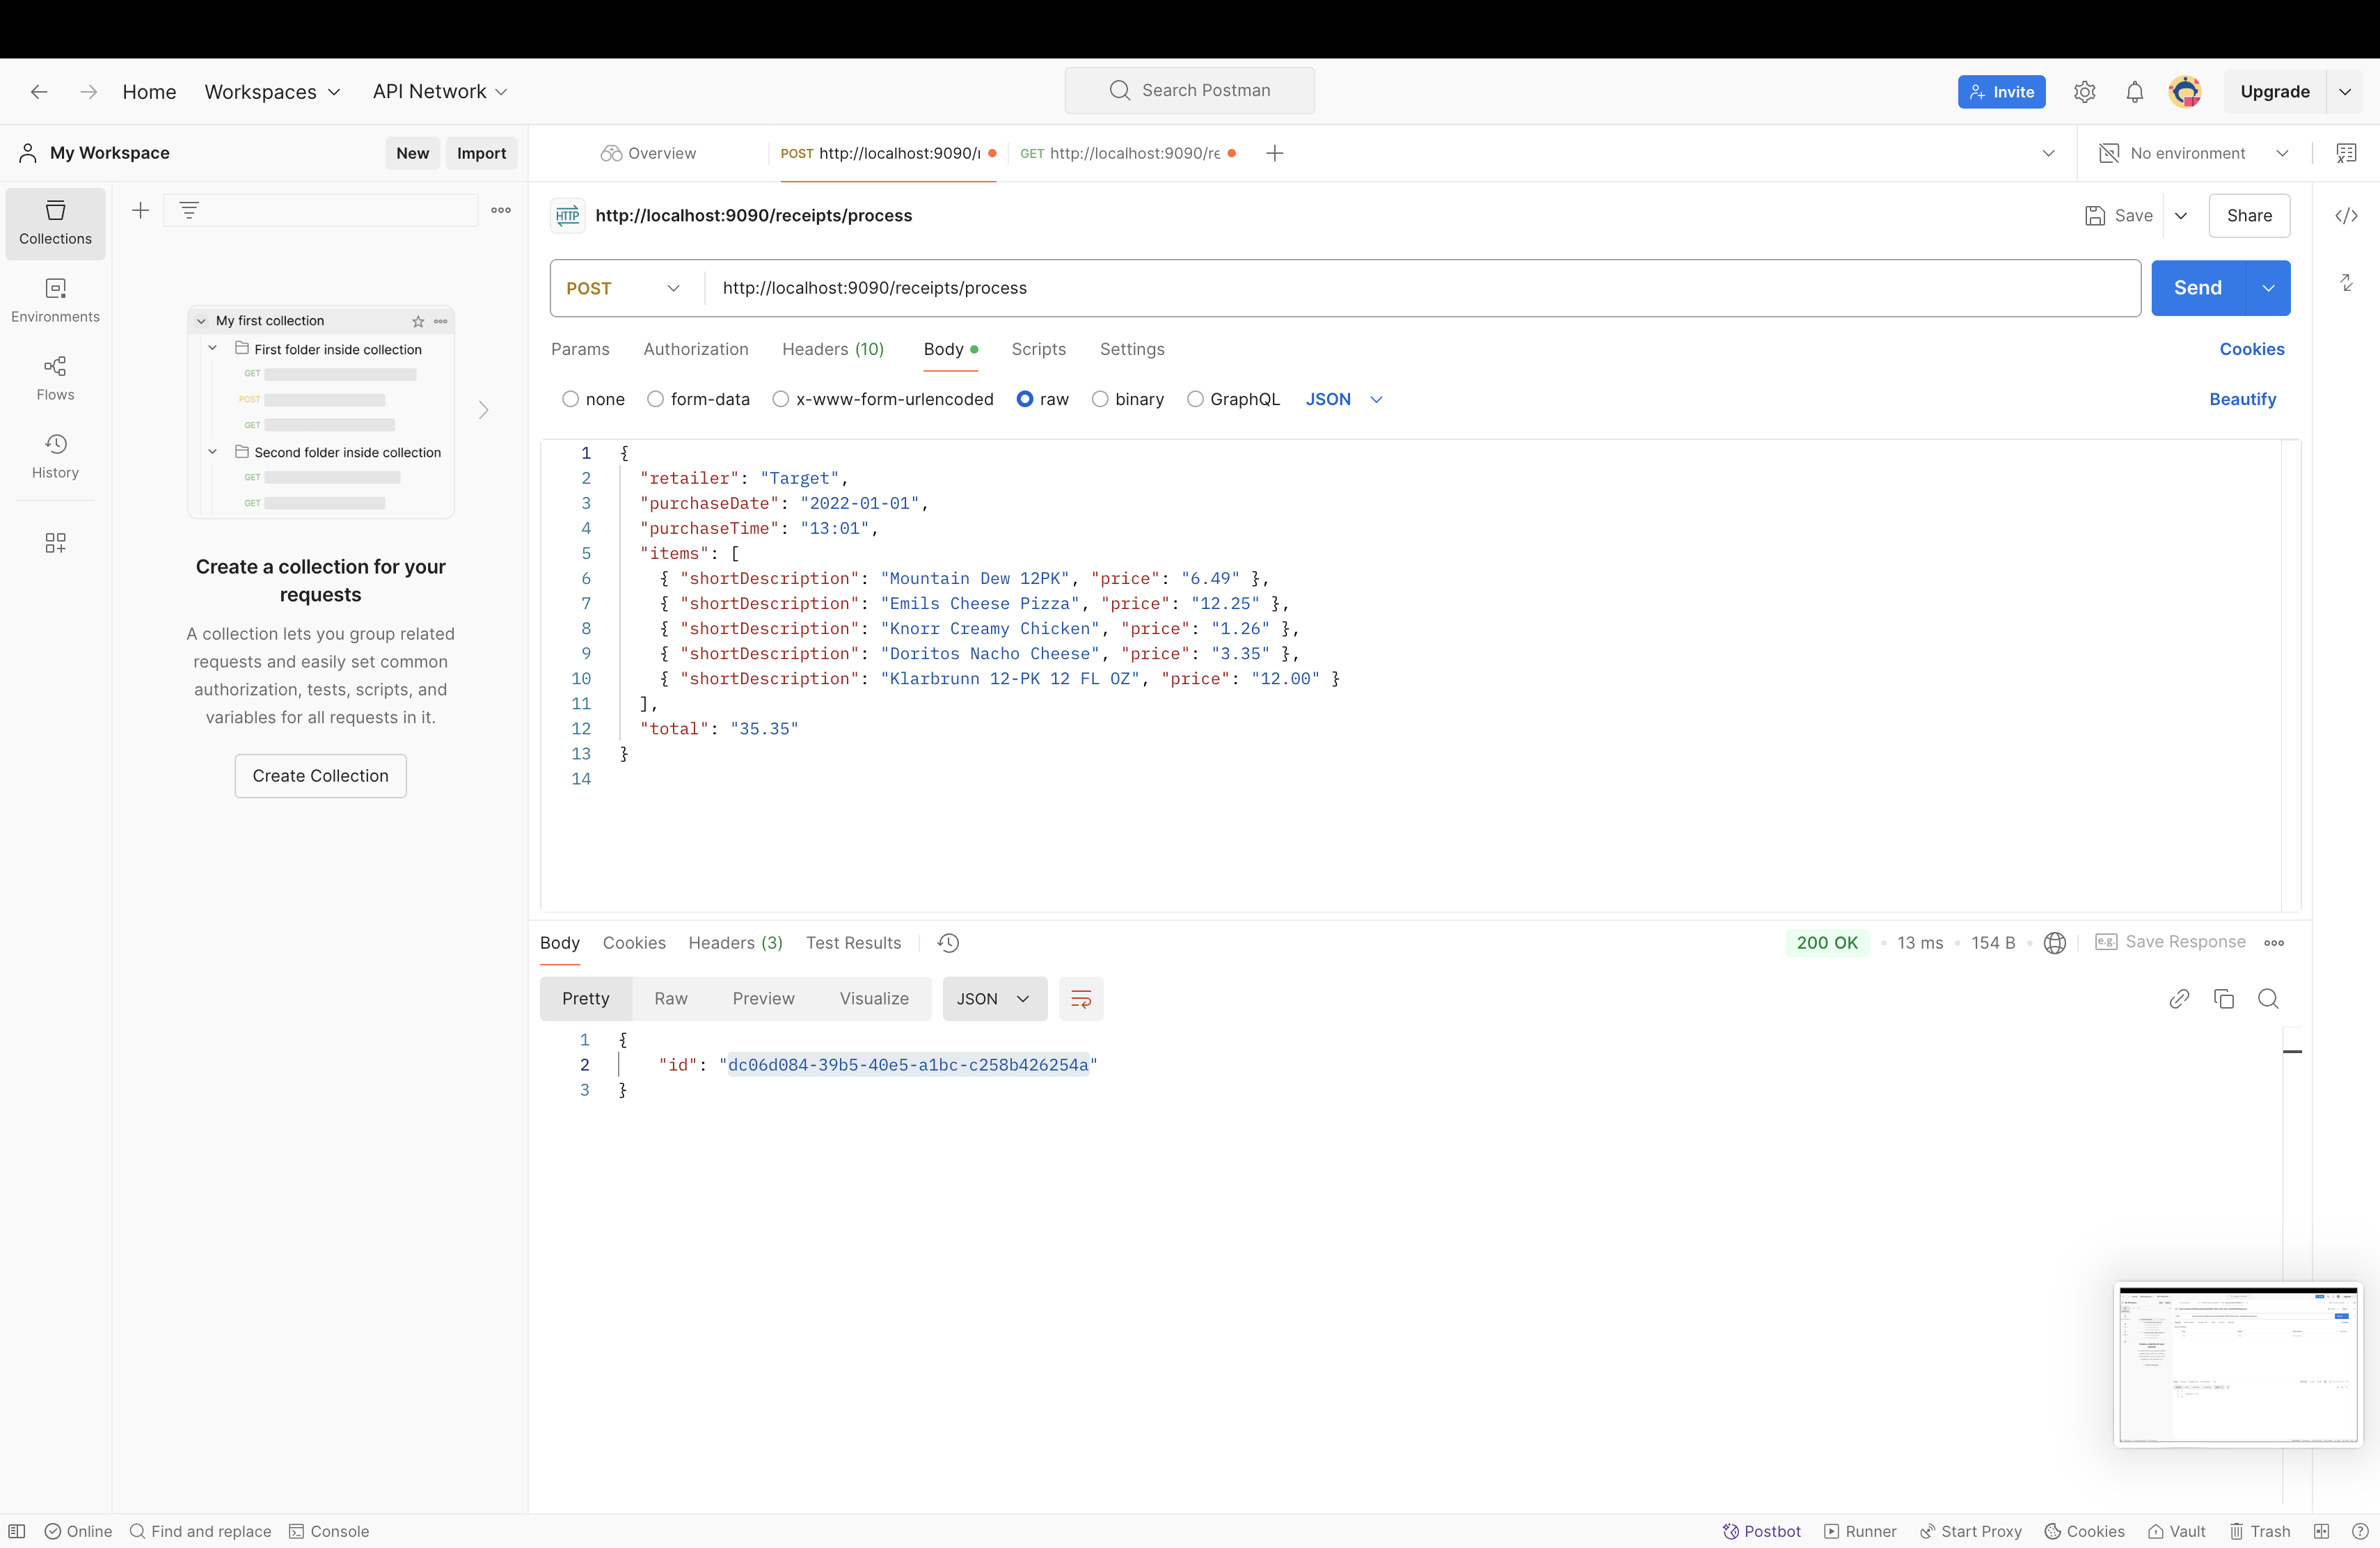 Home Workspaces API Network Search Postman Invite Upgrade
My Workspace New Import Overview POST http://localhost:9090/r GET http://localhost:9090/re No environment
Collections
Environments
Flows
History
My first collection
First folder inside collection
GET
POST
GET
Second folder inside collection
GET
GET
Create a collection for your
requests
A collection lets you group related
requests and easily set common
authorization, tests, scripts, and
variables for all requests in it.
Create Collection
HTTP http://localhost:9090/receipts/process Save Share
POST http://localhost:9090/receipts/process Send
Params Authorization Headers (10) Body Scripts Settings Cookies
none form-data x-www-form-urlencoded raw binary GraphQL JSON Beautify
1 {
2 "retailer": "Target",
3 "purchaseDate": "2022-01-01",
4 "purchaseTime": "13:01",
5 "items": [
6 { "shortDescription": "Mountain Dew 12PK", "price": "6.49" },
7 { "shortDescription": "Emils Cheese Pizza", "price": "12.25" },
8 { "shortDescription": "Knorr Creamy Chicken", "price": "1.26" },
9 { "shortDescription": "Doritos Nacho Cheese", "price": "3.35" },
10 { "shortDescription": "Klarbrunn 12-PK 12 FL OZ", "price": "12.00" }
11 ],
12 "total": "35.35"
13 }
14
Body Cookies Headers (3) Test Results 200 OK 13 ms 154 B e.g. Save Response
Pretty Raw Preview Visualize JSON
1 {
2 "id": "dc06d084-39b5-40e5-a1bc-c258b426254a"
3 }
Online Find and replace Console Postbot Runner Start Proxy Cookies Vault Trash